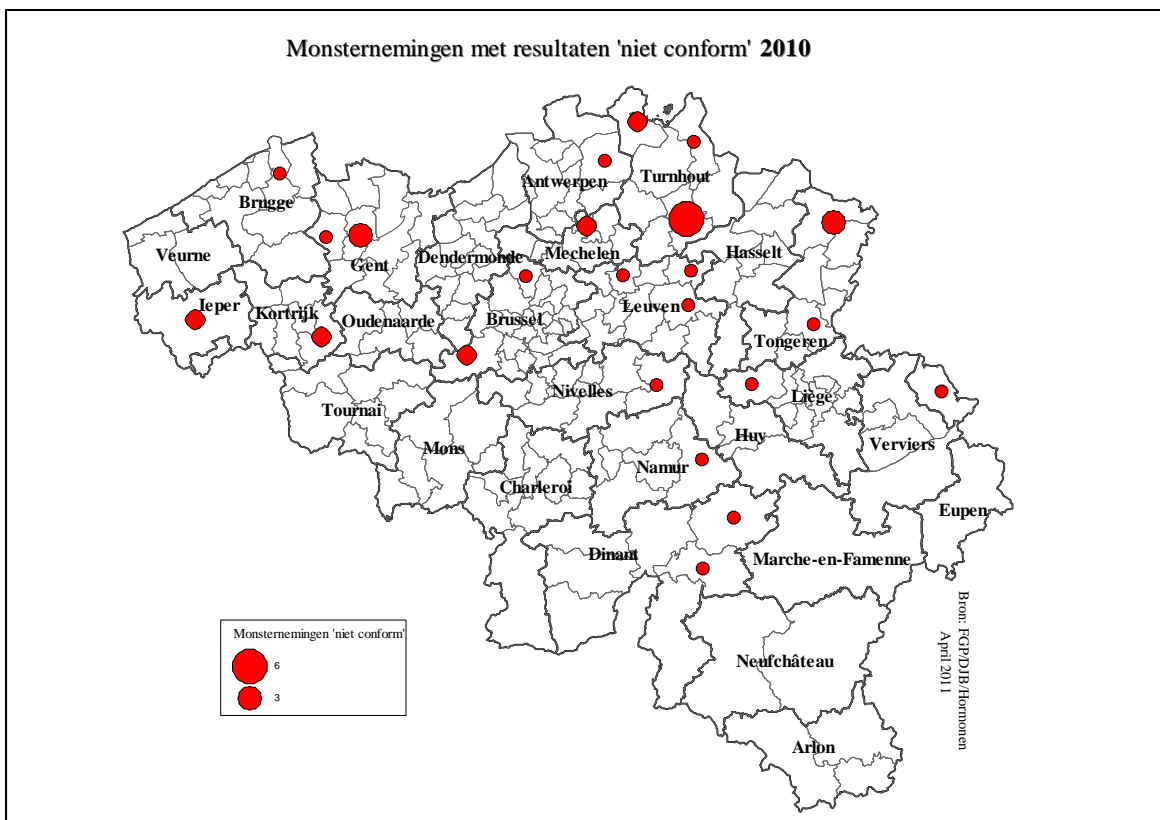 Monsternemingen met resultaten 'niet conform' 2010
Antwerpen
Turnhout
Brugge
Veurne
Gent
Dendermonde
Mechelen
Hasselt
Ieper
Kortrijk
Oudenaarde
Brussel
Leuven
Tongeren
Tournai
Nivelles
Liège
Mons
Huy
Verviers
Charleroi
Namur
Eupen
Dinant
Marche-en-Famenne
Neufchâteau
Arlon
Monsternemingen 'niet conform'
6
3
Bron: FGP/DJB/Hormonen
April 2011